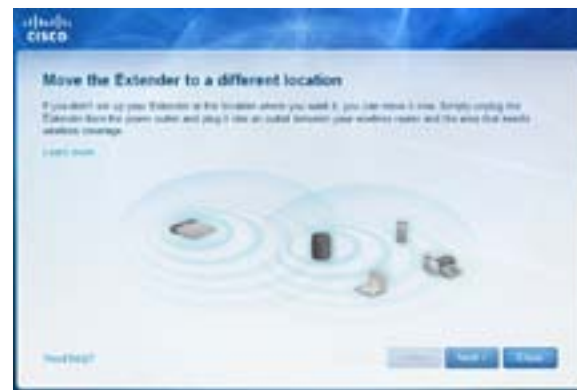 CISCO
Move the Extender to a different location
If you didn't set up your Extender at the location where you want it, you can move it now. Simply unplug the
Extender from the power outlet and plug it into an outlet between your wireless router and the area that needs
wireless coverage.
Learn more
Need help?
Next
Close